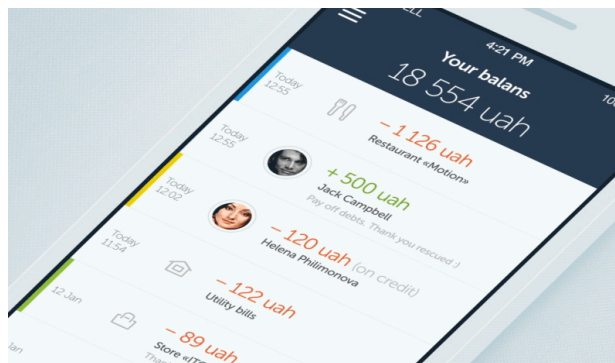 4:21 PM
Your balans
18 554 uah
Today
12:55
– 1 126 uah
Restaurant «Motion»
Today
12:55
+ 500 uah
Jack Campbell
Pay off debts. Thank you rescued :)
Today
12:02
– 120 uah (on credit)
Helena Philimonova
Today
11:54
– 122 uah
Utility bills
12 Jan
– 89 uah
Store